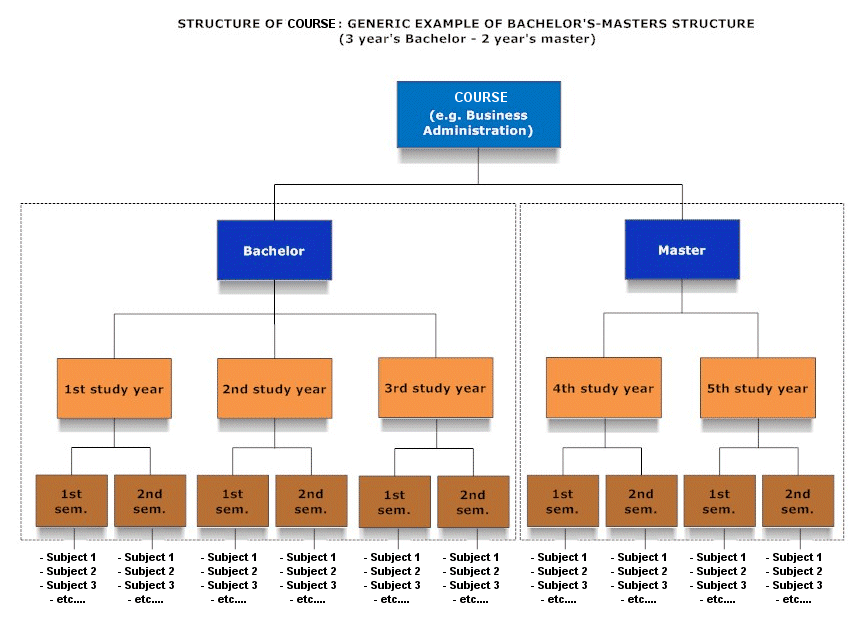 STRUCTURE OF COURSE: GENERIC EXAMPLE OF BACHELOR'S-MASTERS STRUCTURE
(3 year's Bachelor - 2 year's master)
COURSE
(e.g. Business
Administration)
Bachelor
Master
1st study year
2nd study year
3rd study year
4th study year
5th study year
1st
sem.
2nd
sem.
1st
sem.
2nd
sem.
1st
sem.
2nd
sem.
1st
sem.
2nd
sem.
1st
sem.
2nd
sem.
- Subject 1
- Subject 2
- Subject 3
- etc....
- Subject 1
- Subject 2
- Subject 3
- etc....
- Subject 1
- Subject 2
- Subject 3
- etc....
- Subject 1
- Subject 2
- Subject 3
- etc....
- Subject 1
- Subject 2
- Subject 3
- etc....
- Subject 1
- Subject 2
- Subject 3
- etc....
- Subject 1
- Subject 2
- Subject 3
- etc....
- Subject 1
- Subject 2
- Subject 3
- etc....
- Subject 1
- Subject 2
- Subject 3
- etc....
- Subject 1
- Subject 2
- Subject 3
- etc....